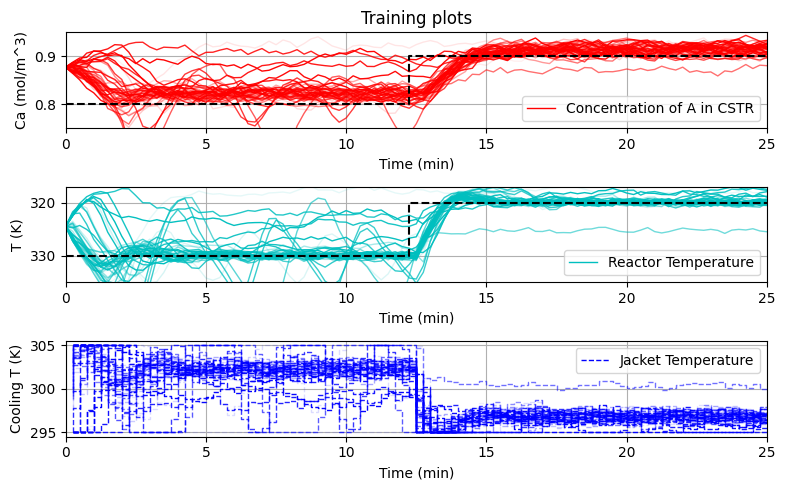 Training plots
Ca (mol/m^3)
0.9
0.8
Concentration of A in CSTR
0 5 10 15 20 25
Time (min)
T (K)
320
330
Reactor Temperature
0 5 10 15 20 25
Time (min)
Cooling T (K)
305
300
295
Jacket Temperature
0 5 10 15 20 25
Time (min)